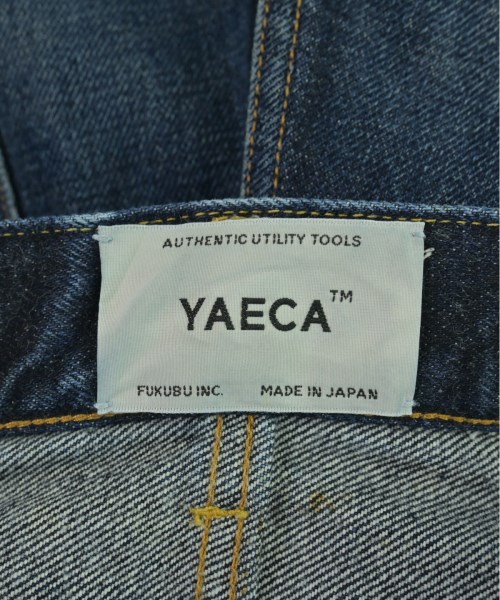 AUTHENTIC UTILITY TOOLS
YAECA™
FUKUBU INC. MADE IN JAPAN